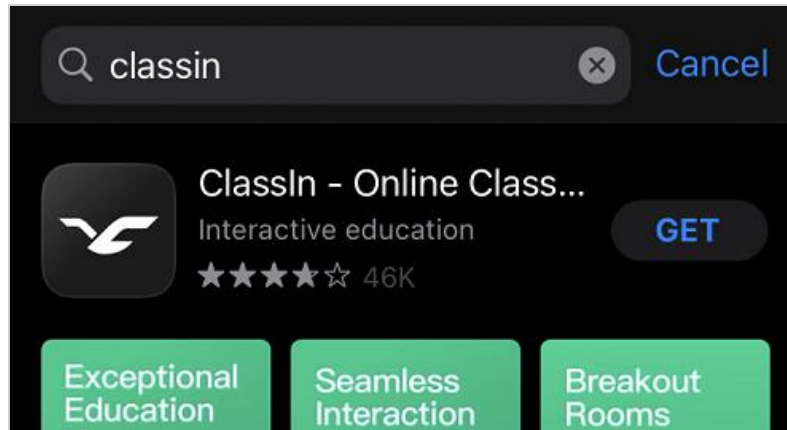 classin
Cancel
ClassIn - Online Class...
Interactive education
GET
46K
Exceptional
Education
Seamless
Interaction
Breakout
Rooms